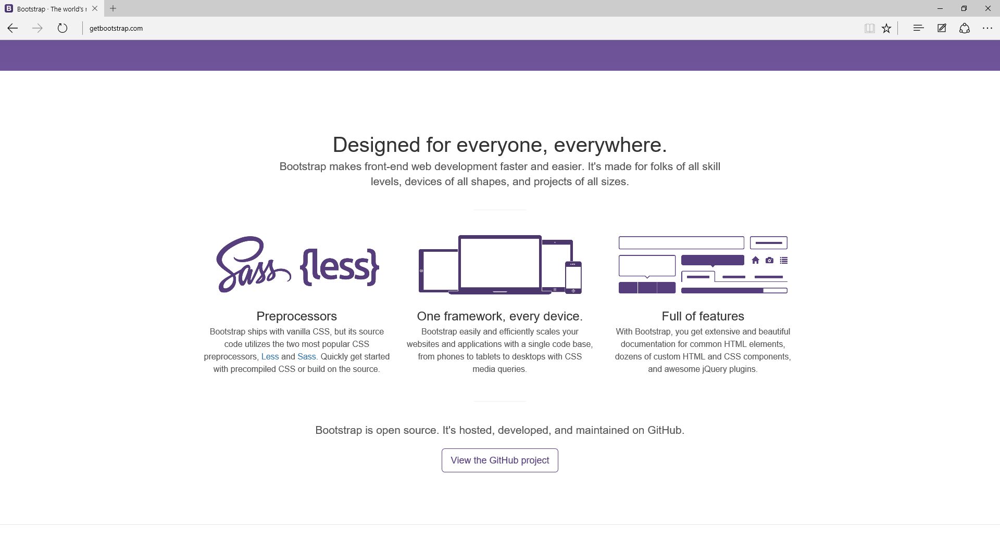 Bootstrap · The world's
getbootstrap.com
Designed for everyone, everywhere.
Bootstrap makes front-end web development faster and easier. It's made for folks of all skill
levels, devices of all shapes, and projects of all sizes.
Sass {less}
Preprocessors
Bootstrap ships with vanilla CSS, but its source
code utilizes the two most popular CSS
preprocessors, Less and Sass. Quickly get started
with precompiled CSS or build on the source.
One framework, every device.
Bootstrap easily and efficiently scales your
websites and applications with a single code base,
from phones to tablets to desktops with CSS
media queries.
Full of features
With Bootstrap, you get extensive and beautiful
documentation for common HTML elements,
dozens of custom HTML and CSS components,
and awesome jQuery plugins.
Bootstrap is open source. It's hosted, developed, and maintained on GitHub.
View the GitHub project